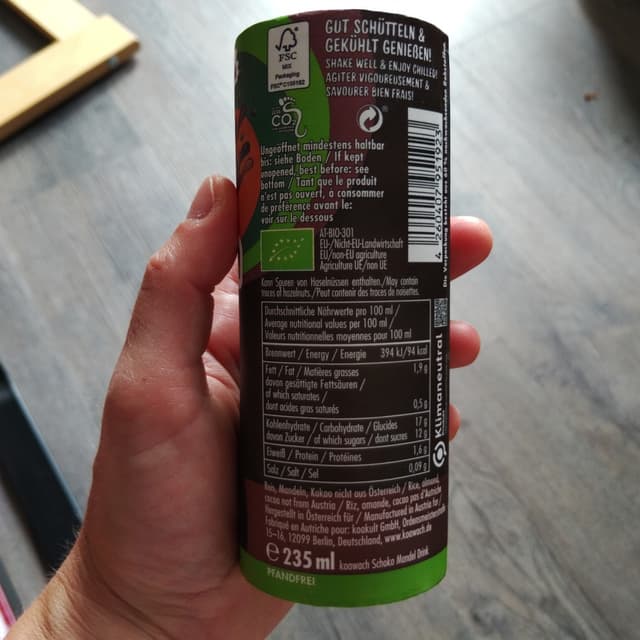 FSC
MIX
Packaging
GUT SCHÜTTELN &
GEKÜHLT GENIEßEN!
SHAKE WELL & ENJOY CHILLED!
AGITER VIGOUREUSEMENT &
SAVOURER BIEN FRAIS!
CO₂
Ungeöffnet mindestens haltbar
bis: siehe Boden / If kept
unopened, best before: see
bottom / Tant que le produit
n'est pas ouvert, à consommer
de préférence avant le:
voir sur le dessous
4 260407 951923
AT-BIO-301
EU-/Nicht-EU-Landwirtschaft
EU/non-EU agriculture
Agriculture UE/non UE
Kann Spuren von Haselnüssen enthalten./May contain
traces of hazelnuts./Peut contenir des traces de noisettes.
Durchschnittliche Nährwerte pro 100 ml/
Average nutritional values per 100 ml /
Valeurs nutritionnelles moyennes pour 100 ml
Brennwert / Energy / Energie 394 kJ/94 kcal
Fett / Fat / Matières grasses 1,9 g
davon gesättigte Fettsäuren /
of which saturates /
dont acides gras saturés 0,5 g
Kohlenhydrate / Carbohydrate / Glucides 17 g
davon Zucker / of which sugars / dont sucres 12 g
Eiweiß / Protein / Protéines 1,6 g
Salz / Salt / Sel 0,09 g
Klimaneutral
Reis, Mandeln, Kakao nicht aus Österreich / Rice, almond,
cacao not from Austria / Riz, amande, cacao pas d'Autriche
Hergestellt in Österreich für / Manufactured in Austria for /
Fabriqué en Autriche pour: kookult GmbH,
15–16, 12099 Berlin, Deutschland, www.koawach.de
e 235 ml koawach Schoko Mandel Drink
PFANDFREI